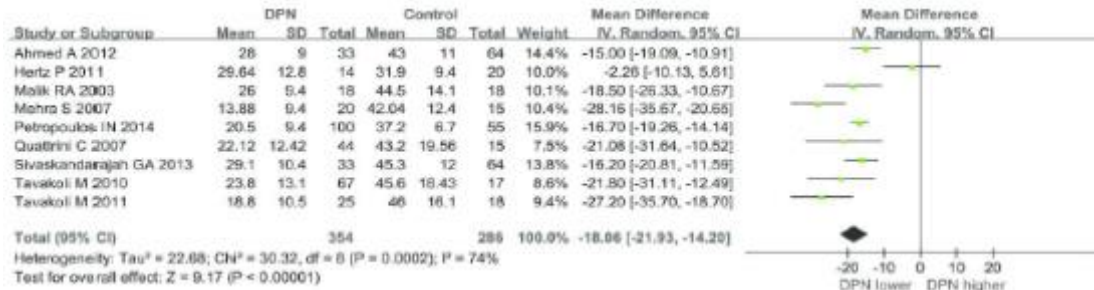 DPN Control Mean Difference Mean Difference
Study or Subgroup Mean SD Total Mean SD Total Weight IV. Random. 95% CI IV. Random. 95% CI
Ahmed A 2012 28 9 33 43 11 64 14.4% -15.00 [-19.09, -10.91]
Hertz P 2011 29.64 12.8 14 31.9 9.4 20 10.0% -2.26 [-10.13, 5.61]
Malik RA 2003 26 9.4 18 44.5 14.1 18 10.1% -18.50 [-26.33, -10.67]
Mehra S 2007 13.88 9.4 20 42.04 12.4 15 10.4% -28.16 [-35.67, -20.65]
Petropoulos IN 2014 20.5 9.4 100 37.2 6.7 55 15.9% -16.70 [-19.26, -14.14]
Quattrini C 2007 22.12 12.42 44 43.2 19.56 15 7.5% -21.08 [-31.64, -10.52]
Sivaskandarajah GA 2013 29.1 10.4 33 45.3 12 64 13.8% -16.20 [-20.81, -11.59]
Tavakoli M 2010 23.8 13.1 67 45.6 18.43 17 8.6% -21.80 [-31.11, -12.49]
Tavakoli M 2011 18.8 10.5 25 46 16.1 18 9.4% -27.20 [-35.70, -18.70]
Total (95% CI) 354 286 100.0% -18.06 [-21.93, -14.20]
Heterogeneity: Tau² = 22.68; Chi² = 30.32, df = 8 (P = 0.0002); I² = 74%
Test for overall effect: Z = 9.17 (P < 0.00001)
-20 -10 0 10 20
DPN lower DPN higher